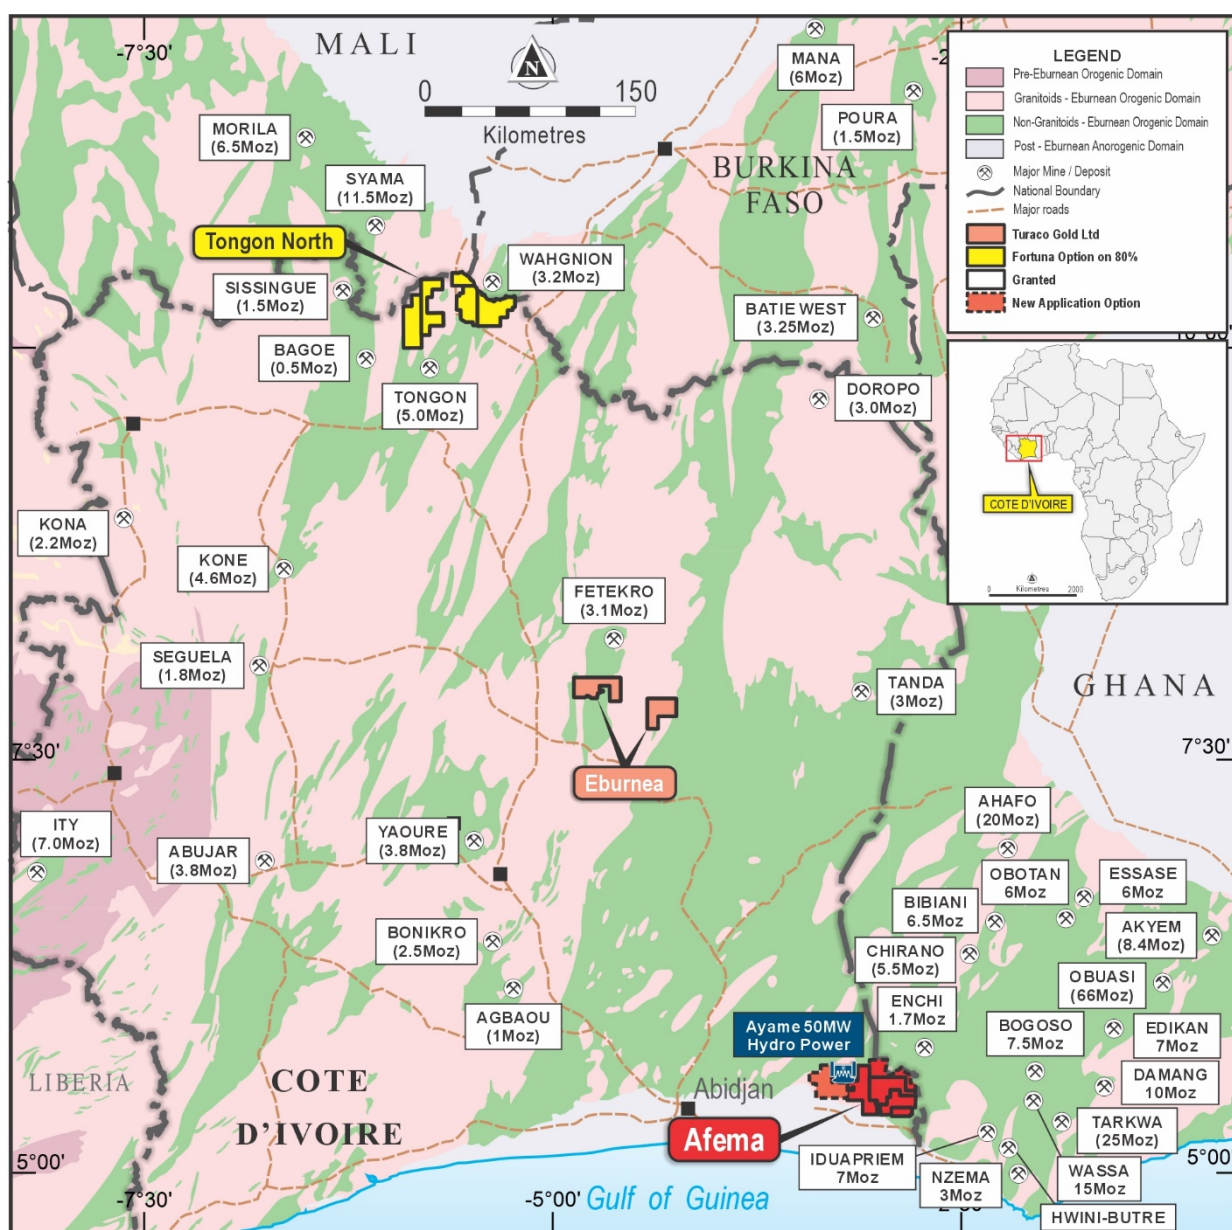 -7°30'
MALI
N
0
150
Kilometres
MANA
(6Moz)
POURA
(1.5Moz)
BURKINA
FASO
MORILA
(6.5Moz)
SYAMA
(11.5Moz)
Tongon North
WAHGNION
(3.2Moz)
SISSINGUE
(1.5Moz)
BATIE WEST
(3.25Moz)
BAGOE
(0.5Moz)
TONGON
(5.0Moz)
DOROPO
(3.0Moz)
LEGEND
Pre-Eburnean Orogenic Domain
Granitoids - Eburnean Orogenic Domain
Non-Granitoids - Eburnean Orogenic Domain
Post - Eburnean Anorogenic Domain
Major Mine / Deposit
National Boundary
Major roads
Turaco Gold Ltd
Fortuna Option on 80%
Granted
New Application Option
COTE D'IVOIRE
0
Kilometres
2000
KONA
(2.2Moz)
KONE
(4.6Moz)
FETEKRO
(3.1Moz)
SEGUELA
(1.8Moz)
TANDA
(3Moz)
GHANA
7°30'
7°30'
Eburnea
ITY
(7.0Moz)
ABUJAR
(3.8Moz)
YAOURE
(3.8Moz)
AHAFO
(20Moz)
OBOTAN
6Moz
ESSASE
6Moz
BIBIANI
6.5Moz
AKYEM
(8.4Moz)
BONIKRO
(2.5Moz)
CHIRANO
(5.5Moz)
OBUASI
(66Moz)
AGBAOU
(1Moz)
ENCHI
1.7Moz
Ayame 50MW
Hydro Power
BOGOSO
7.5Moz
EDIKAN
7Moz
LIBERIA
COTE
D'IVOIRE
Abidjan
DAMANG
10Moz
Afema
TARKWA
(25Moz)
IDUAPRIEM
7Moz
NZEMA
3Moz
WASSA
15Moz
HWINI-BUTRE
5°00'
5°00'
-7°30'
-5°00'
Gulf of Guinea